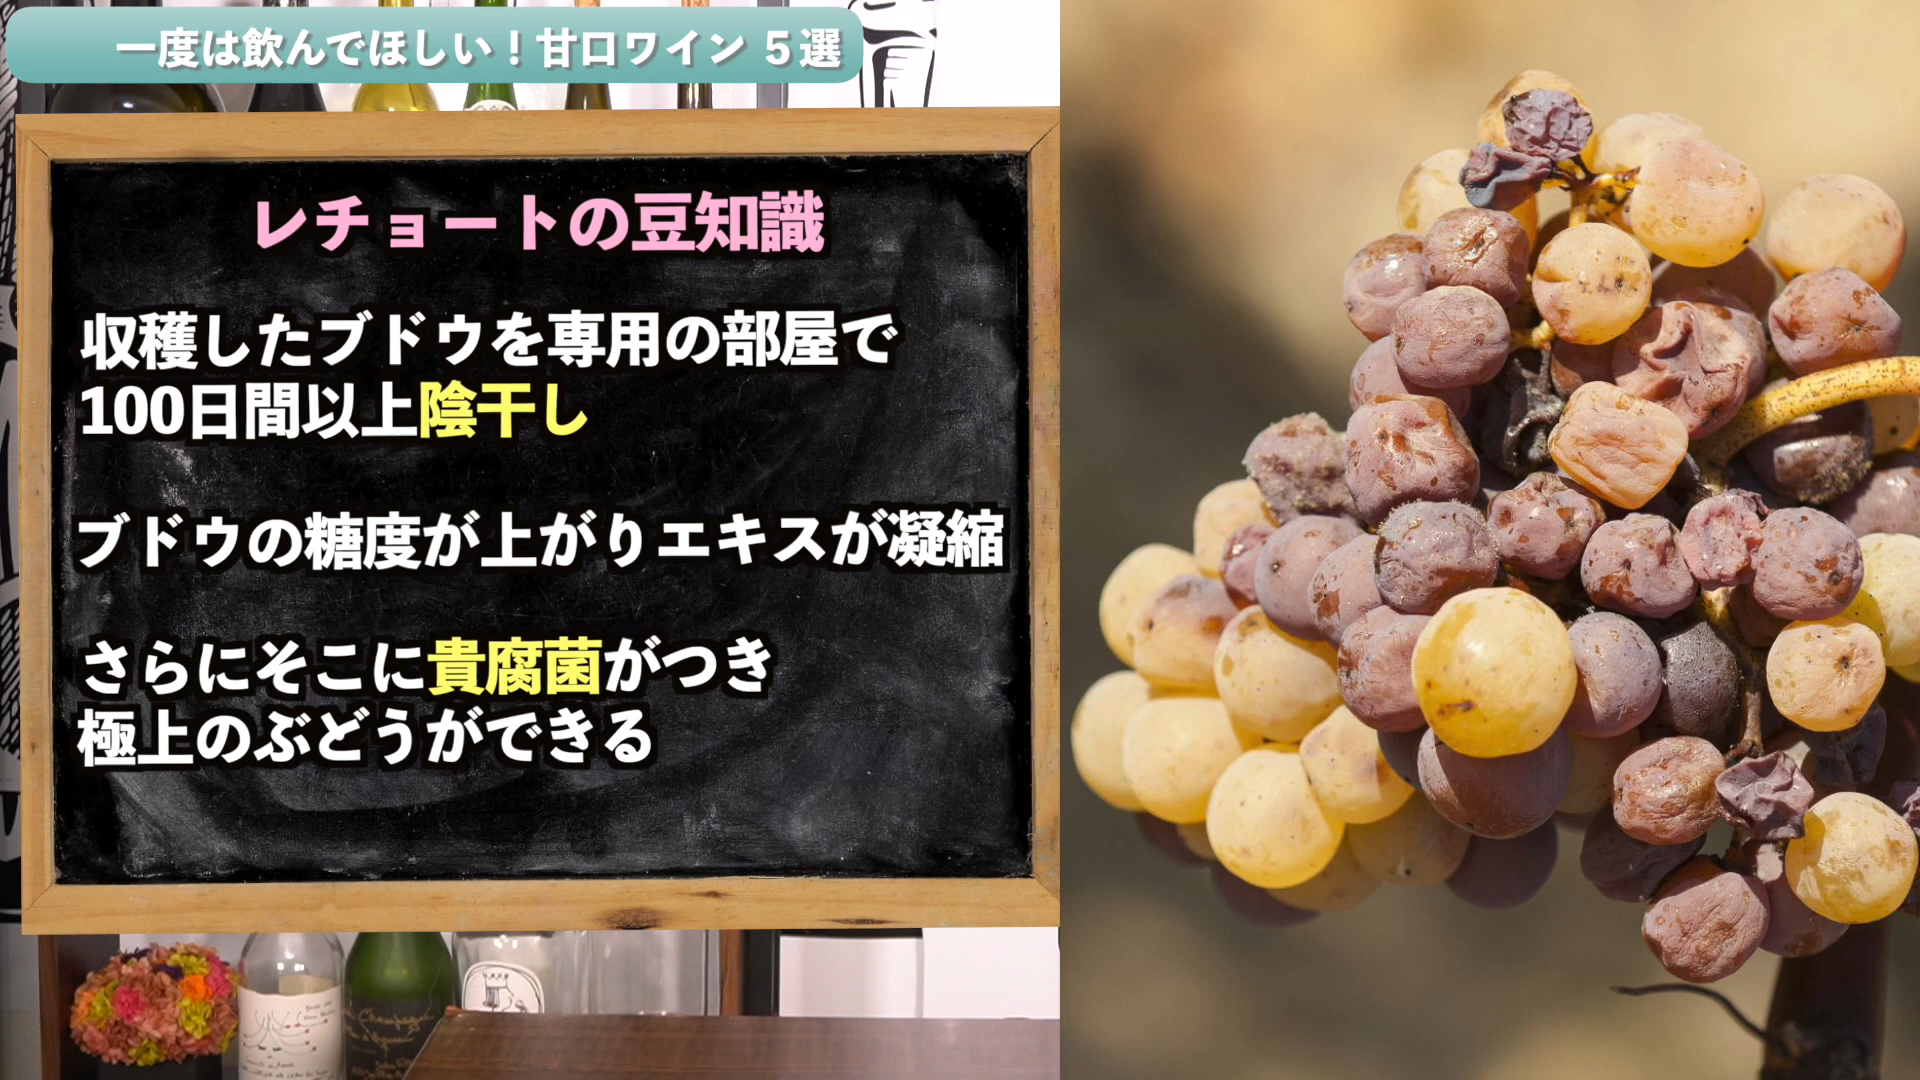 一度は飲んでほしい！甘口ワイン ５選
レチョートの豆知識
収穫したブドウを専用の部屋で
100日間以上陰干し
ブドウの糖度が上がりエキスが凝縮
さらにそこに貴腐菌がつき
極上のぶどうができる
Champagne